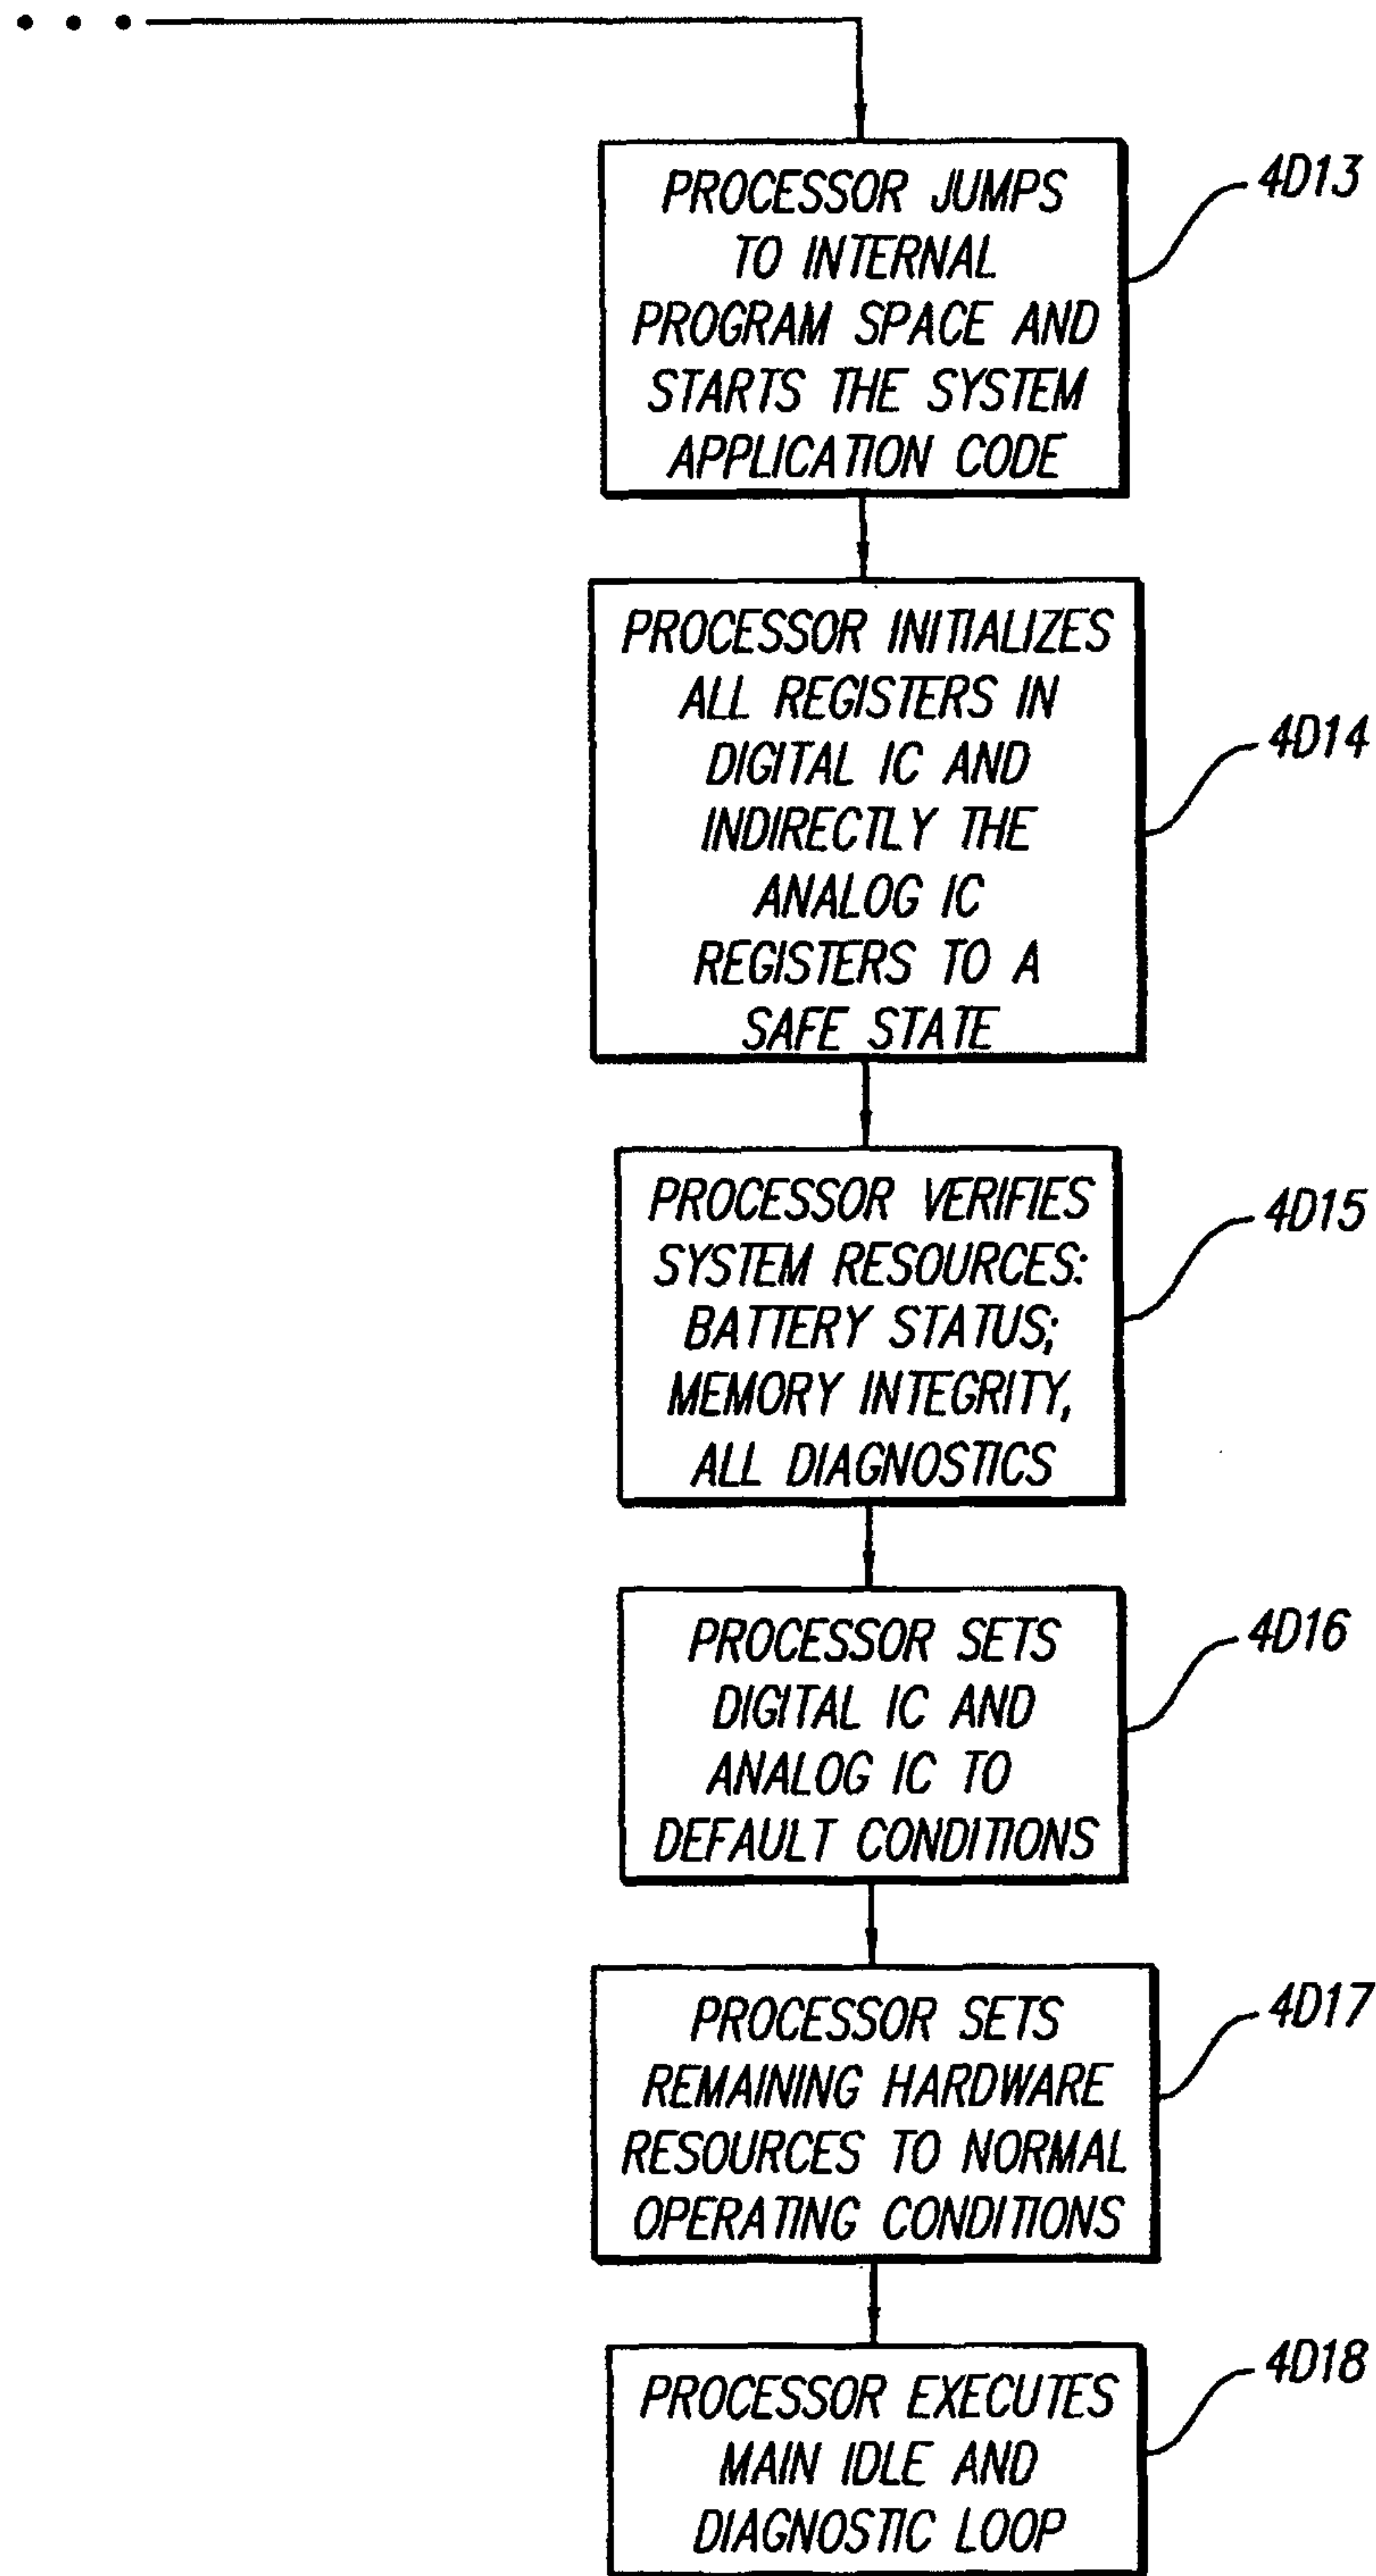 PROCESSOR JUMPS
TO INTERNAL
PROGRAM SPACE AND
STARTS THE SYSTEM
APPLICATION CODE
4D13
PROCESSOR INITIALIZES
ALL REGISTERS IN
DIGITAL IC AND
INDIRECTLY THE
ANALOG IC
REGISTERS TO A
SAFE STATE
4D14
PROCESSOR VERIFIES
SYSTEM RESOURCES:
BATTERY STATUS;
MEMORY INTEGRITY,
ALL DIAGNOSTICS
4D15
PROCESSOR SETS
DIGITAL IC AND
ANALOG IC TO
DEFAULT CONDITIONS
4D16
PROCESSOR SETS
REMAINING HARDWARE
RESOURCES TO NORMAL
OPERATING CONDITIONS
4D17
PROCESSOR EXECUTES
MAIN IDLE AND
DIAGNOSTIC LOOP
4D18